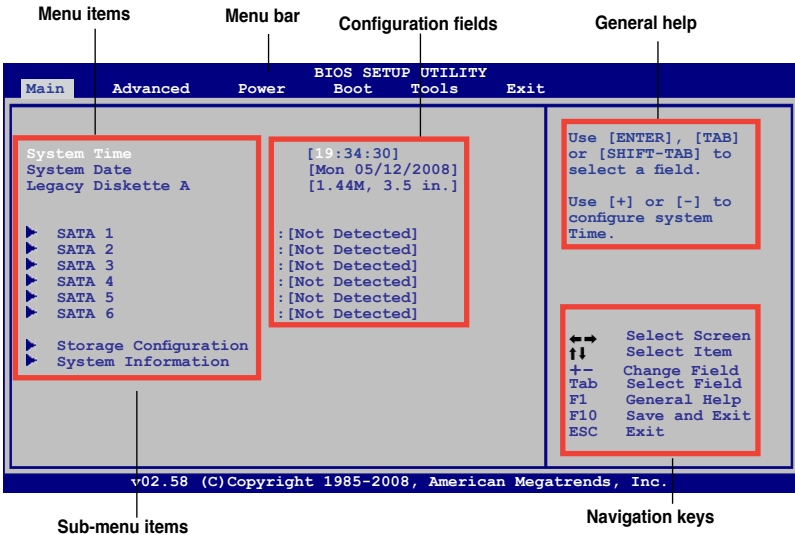 Menu items Menu bar Configuration fields General help
BIOS SETUP UTILITY
Main Advanced Power Boot Tools Exit
System Time [19:34:30]
System Date [Mon 05/12/2008]
Legacy Diskette A [1.44M, 3.5 in.]
SATA 1 :[Not Detected]
SATA 2 :[Not Detected]
SATA 3 :[Not Detected]
SATA 4 :[Not Detected]
SATA 5 :[Not Detected]
SATA 6 :[Not Detected]
Storage Configuration
System Information
Use [ENTER], [TAB]
or [SHIFT-TAB] to
select a field.
Use [+] or [-] to
configure system
Time.
←→ Select Screen
↑↓ Select Item
+- Change Field
Tab Select Field
F1 General Help
F10 Save and Exit
ESC Exit
v02.58 (C)Copyright 1985-2008, American Megatrends, Inc.
Sub-menu items Navigation keys